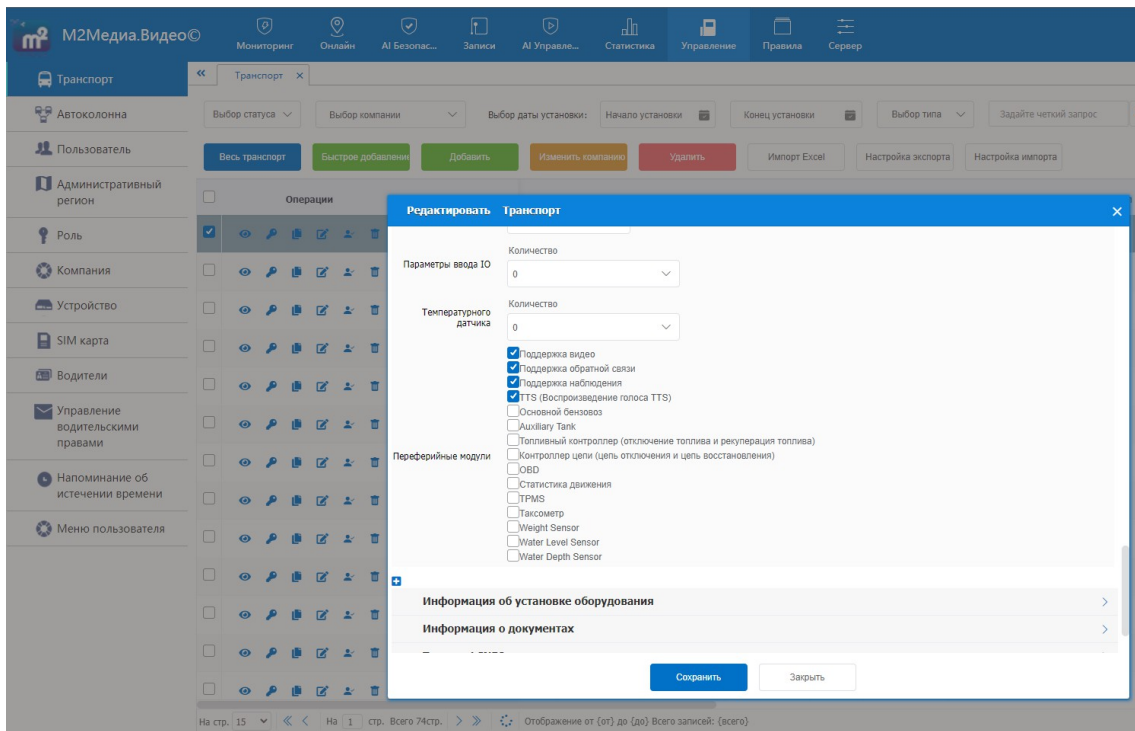 m²
М2Медиа.Видео©
Мониторинг
Онлайн
AI Безопас...
Записи
AI Управле...
Статистика
Управление
Правила
Сервер
Транспорт
Автоколонна
Пользователь
Административный
регион
Роль
Компания
Устройство
SIM карта
Водители
Управление
водительскими
правами
Напоминание об
истечении времени
Меню пользователя
Транспорт
Выбор статуса
Выбор компании
Выбор даты установки:
Начало установки
Конец установки
Выбор типа
Задайте четкий запрос
Весь транспорт
Быстрое добавлени
Добавить
Изменить компанию
Удалить
Импорт Excel
Настройка экспорта
Настройка импорта
Операции
Редактировать Транспорт
Количество
Параметры ввода IO
0
Количество
Температурного
датчика
0
Поддержка видео
Поддержка обратной связи
Поддержка наблюдения
TTS (Воспроизведение голоса TTS)
Основной бензовоз
Auxiliary Tank
Топливный контроллер (отключение топлива и рекуперация топлива)
Переферийные модули
Контроллер цепи (цепь отключения и цепь восстановления)
OBD
Статистика движения
TPMS
Таксометр
Weight Sensor
Water Level Sensor
Water Depth Sensor
Информация об установке оборудования
Информация о документах
Сохранить
Закрыть
На стр. 15
На 1 стр. Всего 74стр.
Отображение от {от} до {до} Всего записей: {всего}